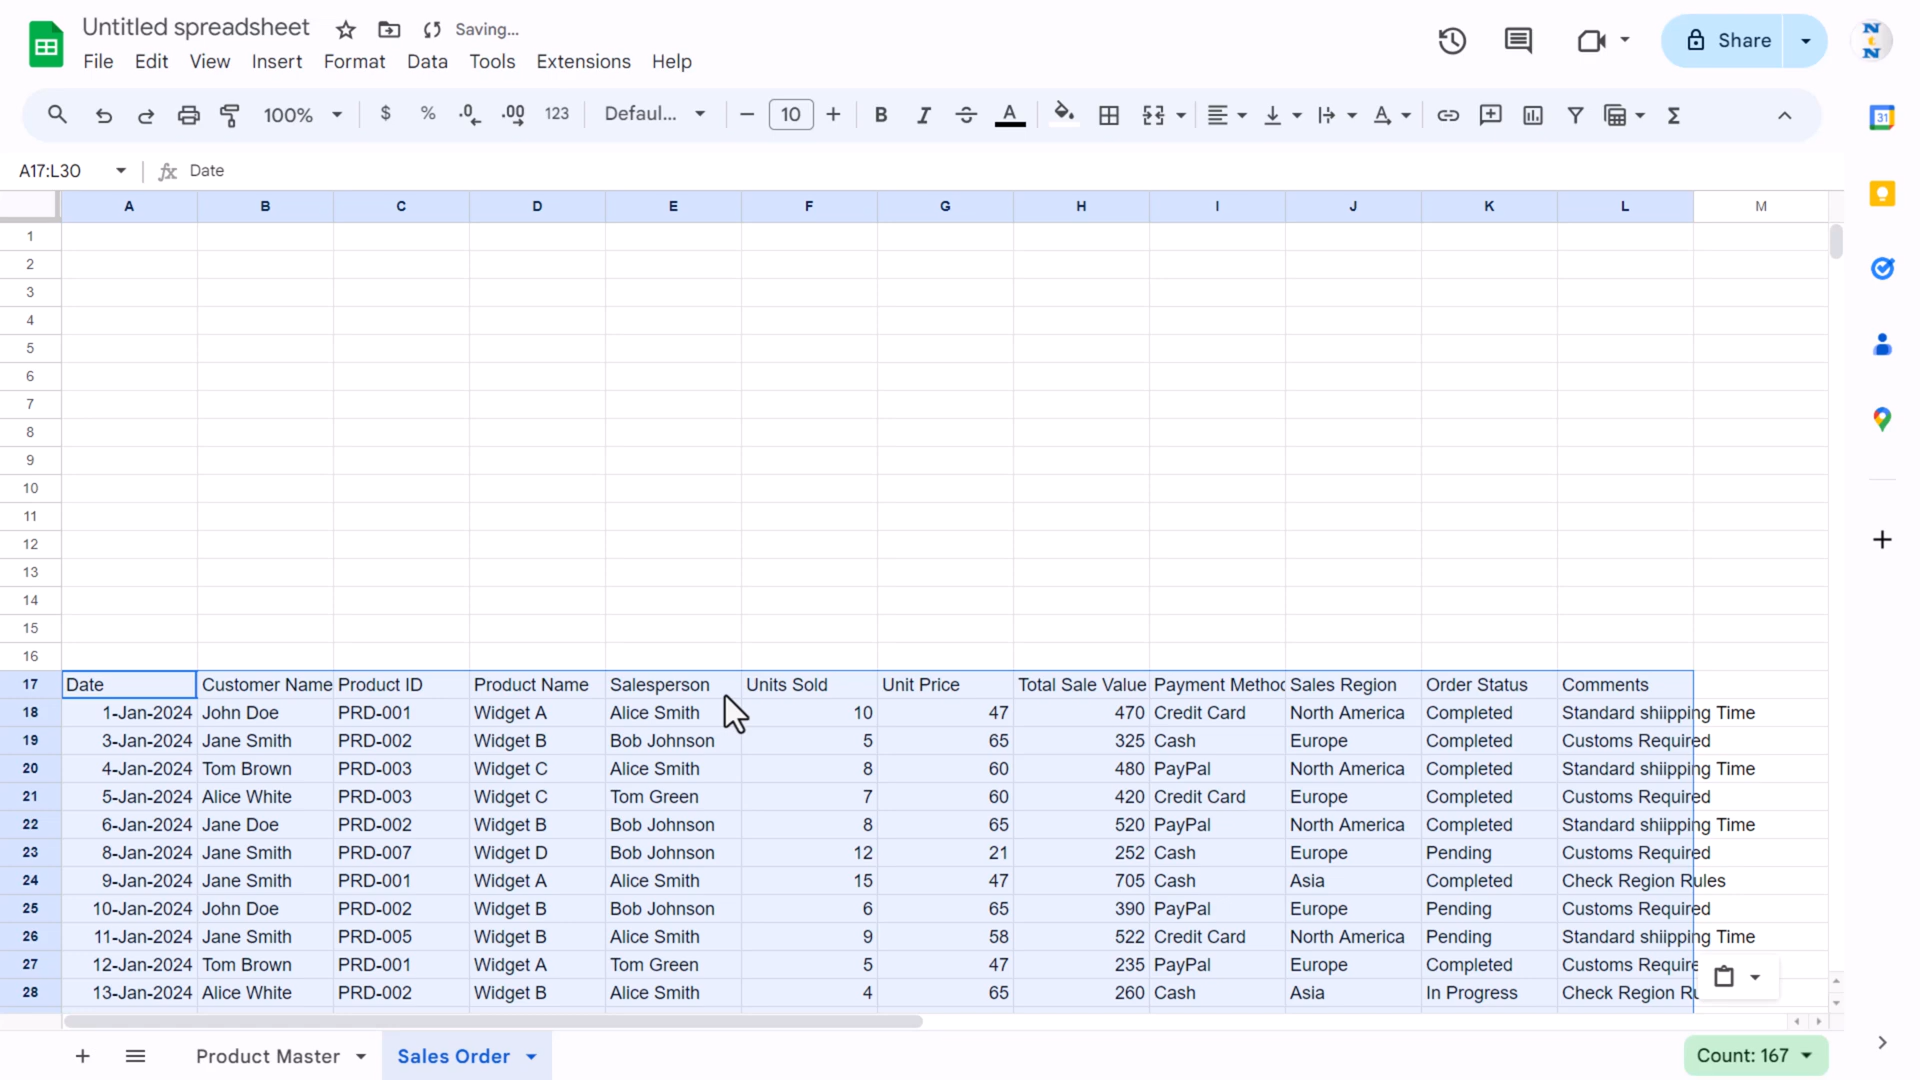 Untitled spreadsheet Saving...
File Edit View Insert Format Data Tools Extensions Help
Share
N
N
100% $ % .0 .00 123 Defaul... 10 B I A A Σ
31
A17:L30 fx Date
A B C D E F G H I J K L M
1
2
3
4
5
6
7
8
9
10
11
12
13
14
15
16
17 Date Customer Name Product ID Product Name Salesperson Units Sold Unit Price Total Sale Value Payment Method Sales Region Order Status Comments
18 1-Jan-2024 John Doe PRD-001 Widget A Alice Smith 10 47 470 Credit Card North America Completed Standard shiipping Time
19 3-Jan-2024 Jane Smith PRD-002 Widget B Bob Johnson 5 65 325 Cash Europe Completed Customs Required
20 4-Jan-2024 Tom Brown PRD-003 Widget C Alice Smith 8 60 480 PayPal North America Completed Standard shiipping Time
21 5-Jan-2024 Alice White PRD-003 Widget C Tom Green 7 60 420 Credit Card Europe Completed Customs Required
22 6-Jan-2024 Jane Doe PRD-002 Widget B Bob Johnson 8 65 520 PayPal North America Completed Standard shiipping Time
23 8-Jan-2024 Jane Smith PRD-007 Widget D Bob Johnson 12 21 252 Cash Europe Pending Customs Required
24 9-Jan-2024 Jane Smith PRD-001 Widget A Alice Smith 15 47 705 Cash Asia Completed Check Region Rules
25 10-Jan-2024 John Doe PRD-002 Widget B Bob Johnson 6 65 390 PayPal Europe Pending Customs Required
26 11-Jan-2024 Jane Smith PRD-005 Widget B Alice Smith 9 58 522 Credit Card North America Pending Standard shiipping Time
27 12-Jan-2024 Tom Brown PRD-001 Widget A Tom Green 5 47 235 PayPal Europe Completed Customs Require
28 13-Jan-2024 Alice White PRD-002 Widget B Alice Smith 4 65 260 Cash Asia In Progress Check Region Ru
Product Master Sales Order Count: 167